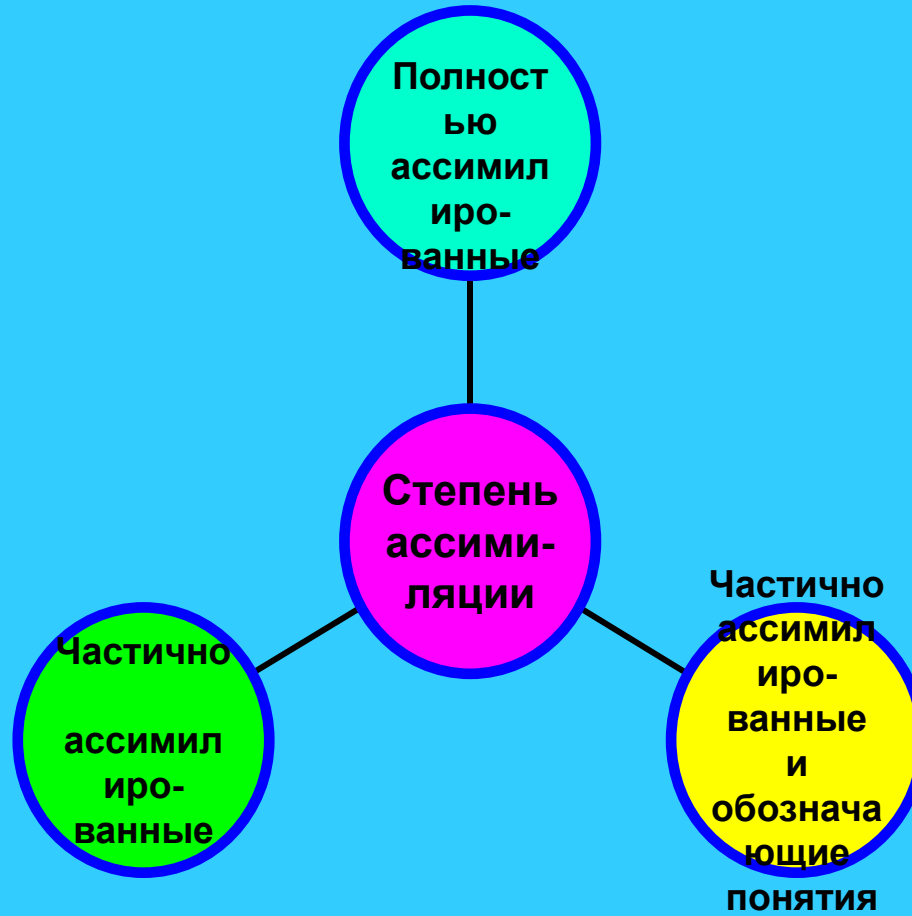 Полност
ью
ассимил
иро-
ванные
Степень
ассими-
ляции
Частично
ассимил
иро-
ванные
Частично
ассимил
иро-
ванные
и
обознача
ющие
понятия